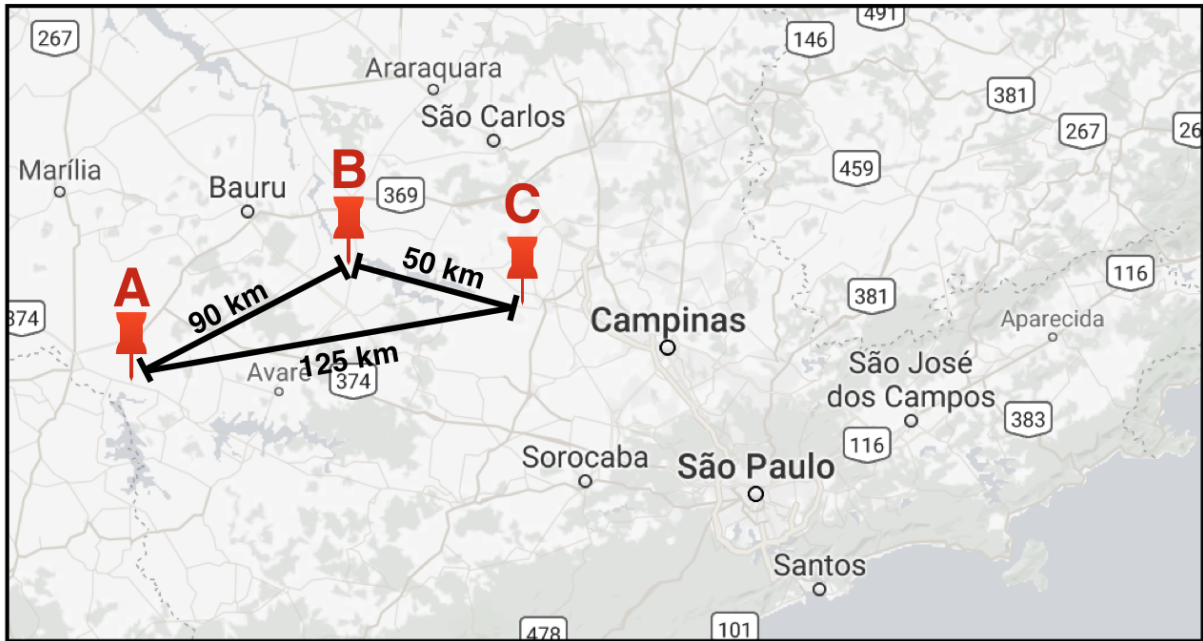 491
267
146
Araraquara
381
São Carlos
267
26
Marília
B
459
Bauru
369
C
50 km
116
A
90 km
381
374
Campinas
Aparecida
125 km
Avaré
374
São José
dos Campos
383
116
Sorocaba
São Paulo
Santos
478
101